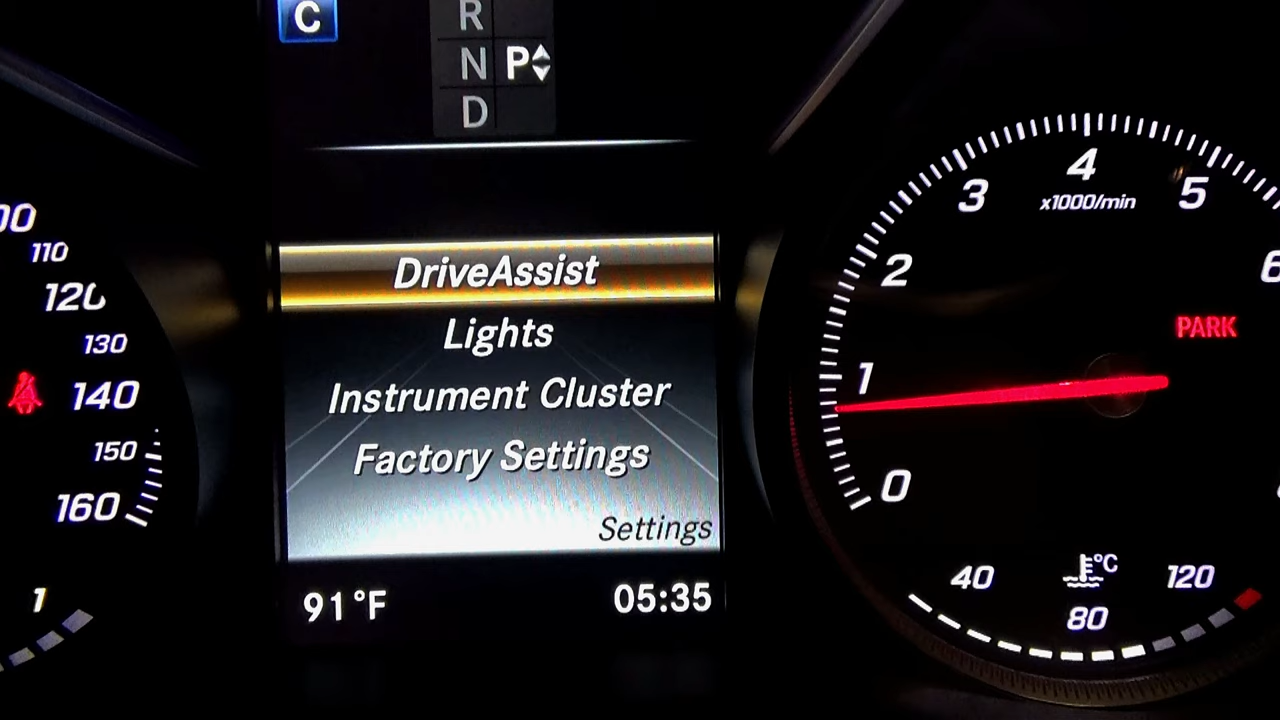 C
R
N P
D
110
120
130
140
150
160
1
DriveAssist
Lights
Instrument Cluster
Factory Settings
Settings
91°F
05:35
0
1
2
3
4
5
x1000/min
PARK
°C
40
80
120